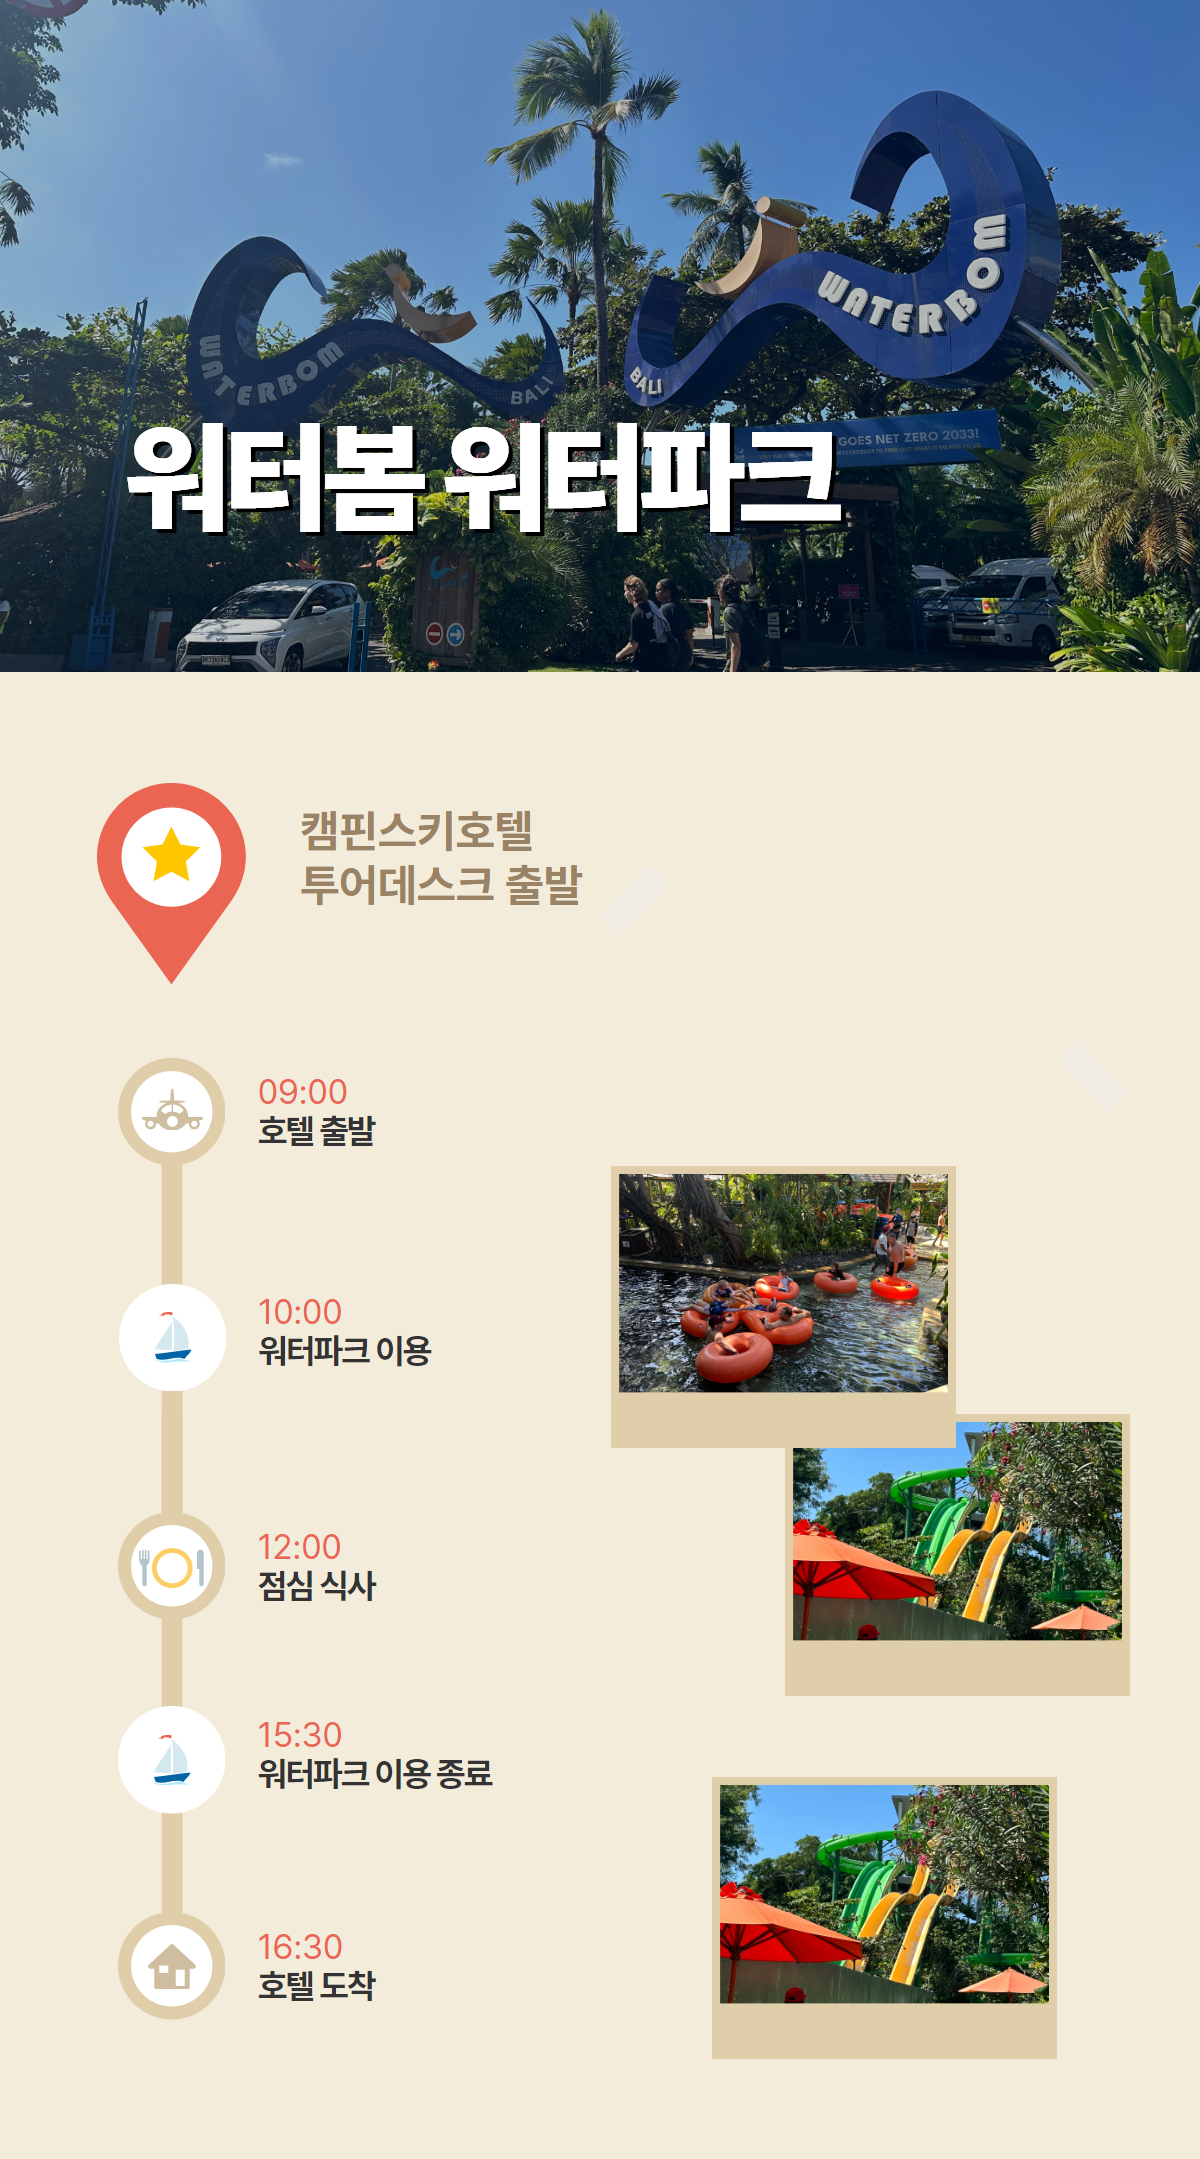 WATERBOM
BALI
WATERBOM
BALI
GOES NET ZERO 2033!
워터봄 워터파크
캠핀스키호텔
투어데스크 출발
09:00
호텔 출발
10:00
워터파크 이용
12:00
점심 식사
15:30
워터파크 이용 종료
16:30
호텔 도착